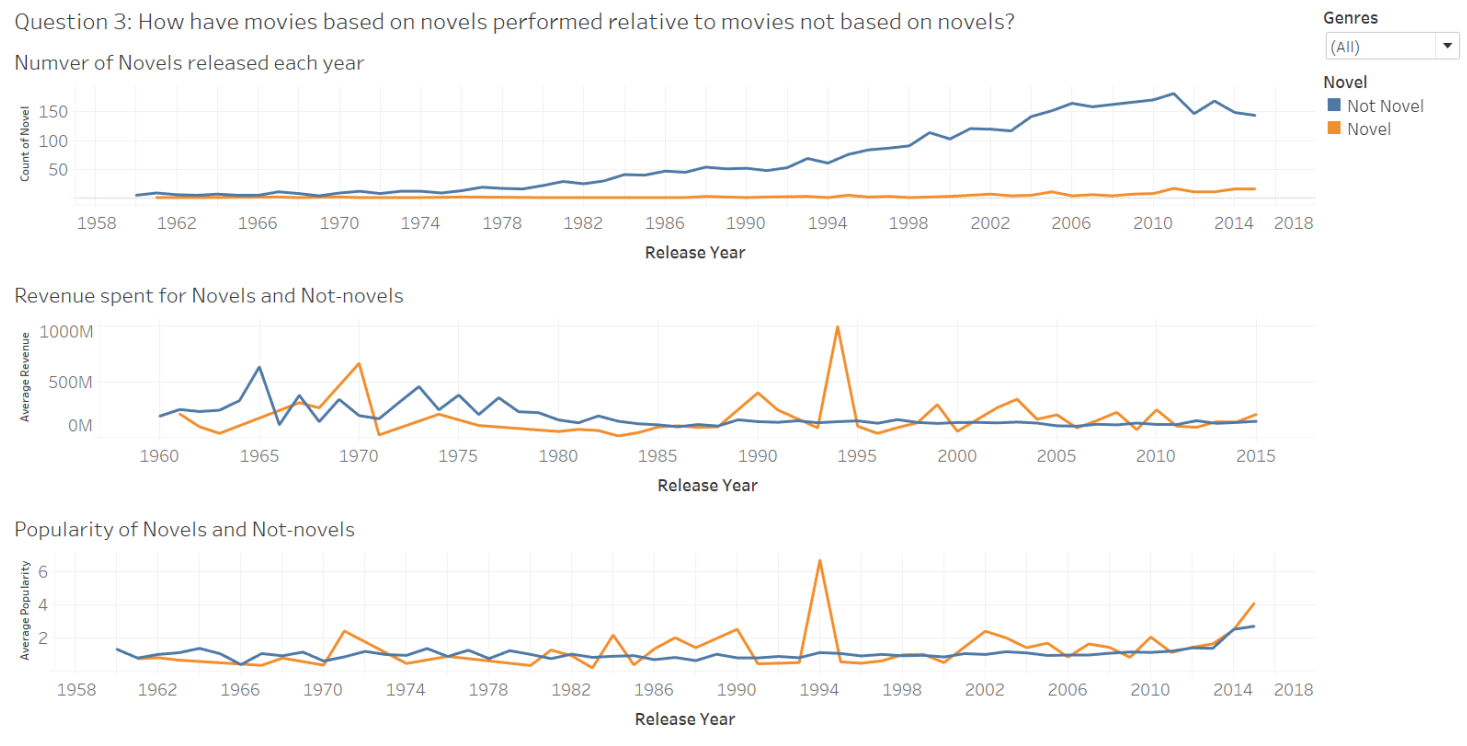 Question 3: How have movies based on novels performed relative to movies not based on novels?
Genres
(All)
Novel
Not Novel
Novel
Numver of Novels released each year
Count of Novel
150
100
50
1958 1962 1966 1970 1974 1978 1982 1986 1990 1994 1998 2002 2006 2010 2014 2018
Release Year
Revenue spent for Novels and Not-novels
Average Revenue
1000M
500M
0M
1960 1965 1970 1975 1980 1985 1990 1995 2000 2005 2010 2015
Release Year
Popularity of Novels and Not-novels
Average Popularity
6
4
2
1958 1962 1966 1970 1974 1978 1982 1986 1990 1994 1998 2002 2006 2010 2014 2018
Release Year